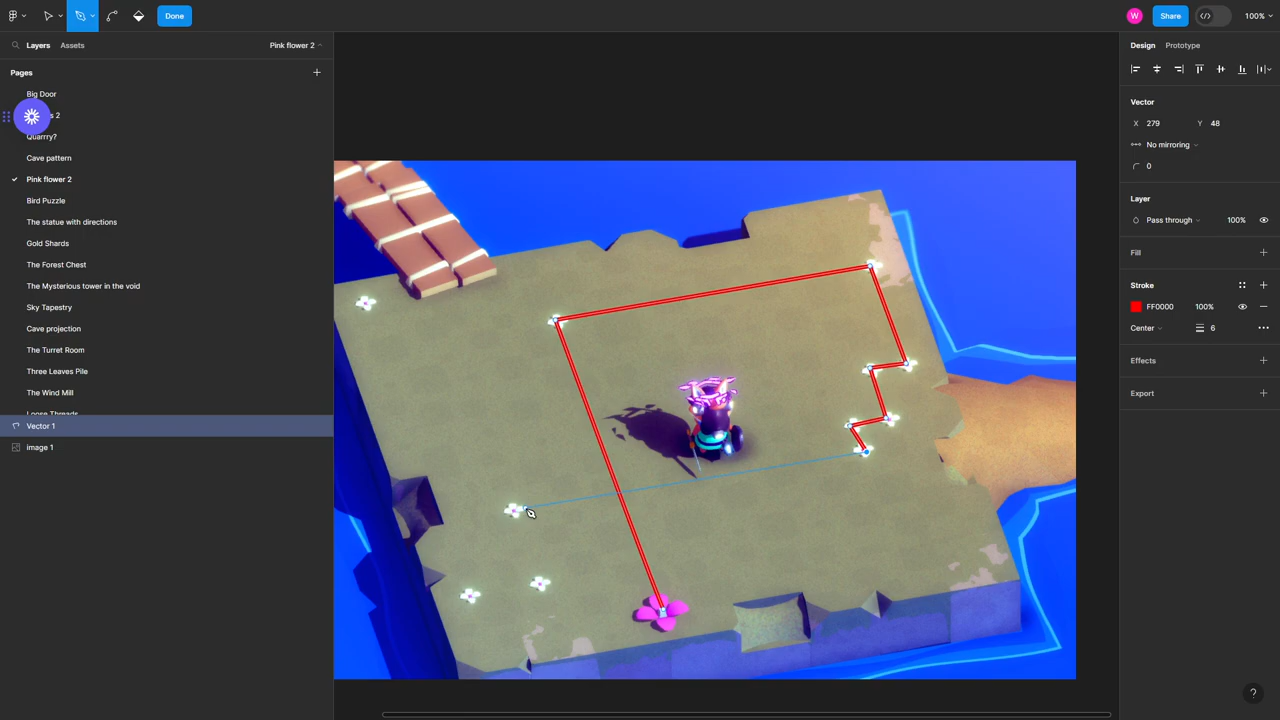 Done
W
Share
100%
Layers
Assets
Pink flower 2
Pages
Big Door
s 2
Quarrry?
Cave pattern
Pink flower 2
Bird Puzzle
The statue with directions
Gold Shards
The Forest Chest
The Mysterious tower in the void
Sky Tapestry
Cave projection
The Turret Room
Three Leaves Pile
The Wind Mill
Loose Threads
Vector 1
image 1
Design
Prototype
Vector
X 279
Y 48
No mirroring
0
Layer
Pass through
100%
Fill
Stroke
FF0000
100%
Center
6
Effects
Export
?